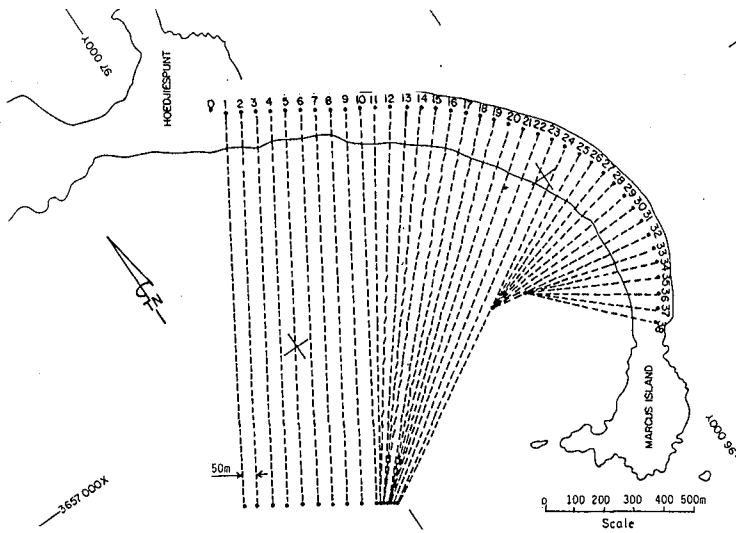 97 000Y
HOEDJIESPUNT
D 1 2 3 4 5 6 7 8 9 10 11 12 13 14 15 16 17 18 19 20 21 22 23 24 25 26 27 28 29 30 31 32 33 34 35 36 37 38
N
50m
3657 000X
MARCUS ISLAND
96 000Y
0 100 200 300 400 500m
Scale